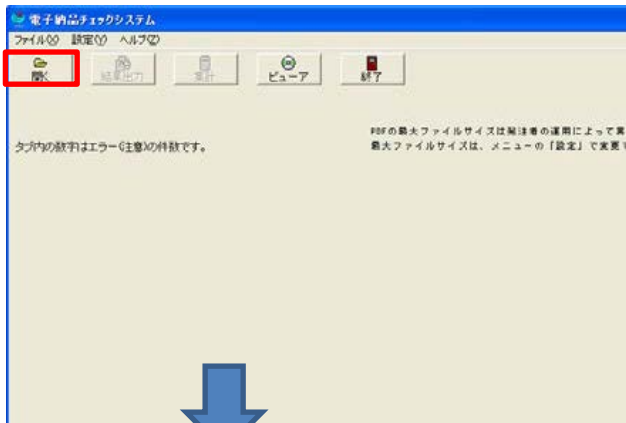 電子納品チェックシステム
ファイル(X) 設定(Y) ヘルプ(Z)
開く 結果出力 集計 ビューア 終了
PDFの最大ファイルサイズは発注者の運用によって異
タブ内の数字はエラー(注意)の件数です。
最大ファイルサイズは、メニューの「設定」で変更